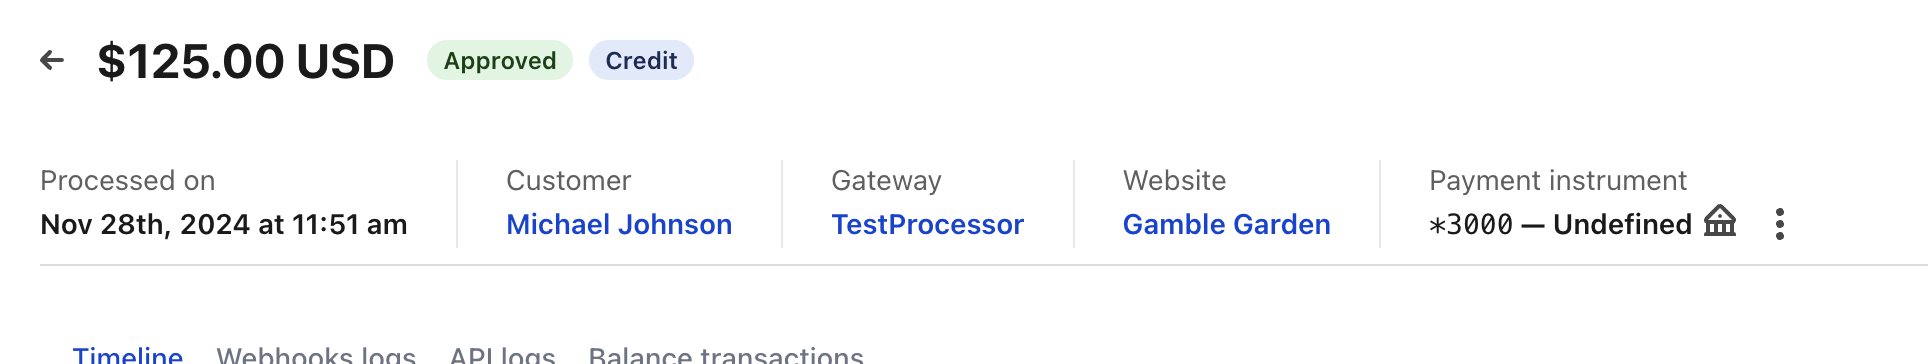 $125.00 USD Approved Credit
Processed on Customer Gateway Website Payment instrument
Nov 28th, 2024 at 11:51 am Michael Johnson TestProcessor Gamble Garden *3000 — Undefined
Timeline Webhooks logs API logs Balance transactions